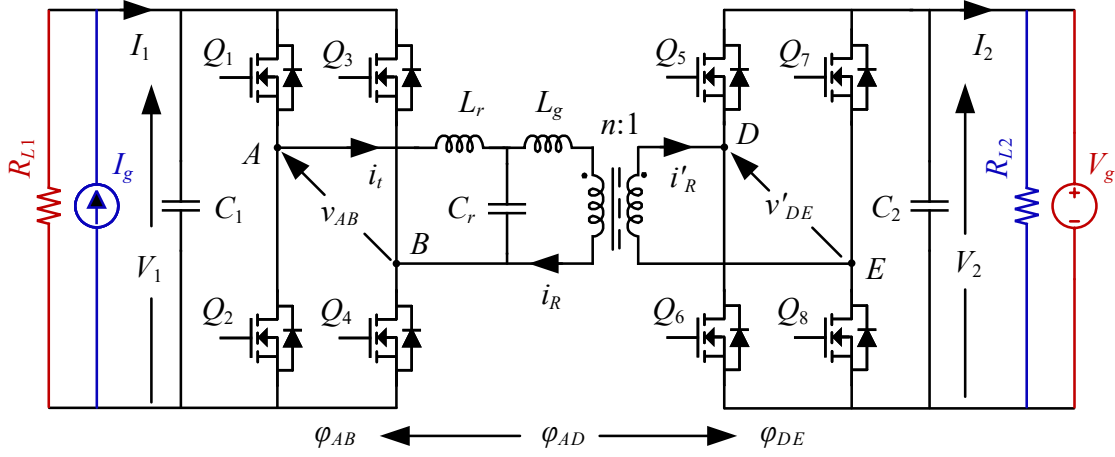 I1
Q1
Q3
Q5
Q7
I2
RL1
Ig
V1
C1
A
it
vAB
B
Lr
Lg
n:1
Cr
iR
i'R
D
v'DE
E
C2
V2
RL2
Vg
Q2
Q4
Q6
Q8
φAB
φAD
φDE